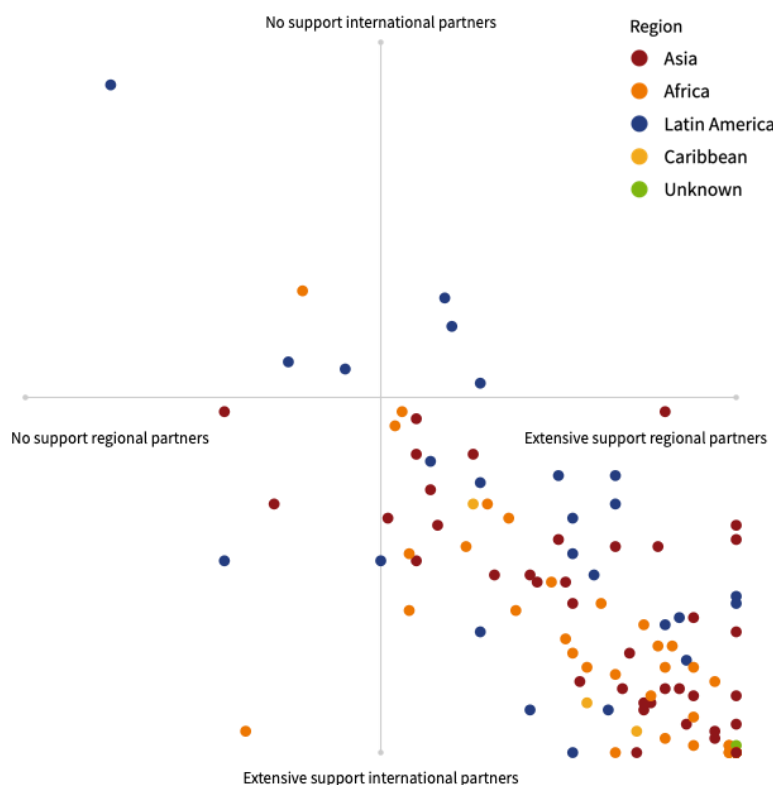 No support international partners
Region
Asia
Africa
Latin America
Caribbean
Unknown
No support regional partners
Extensive support regional partners
Extensive support international partners